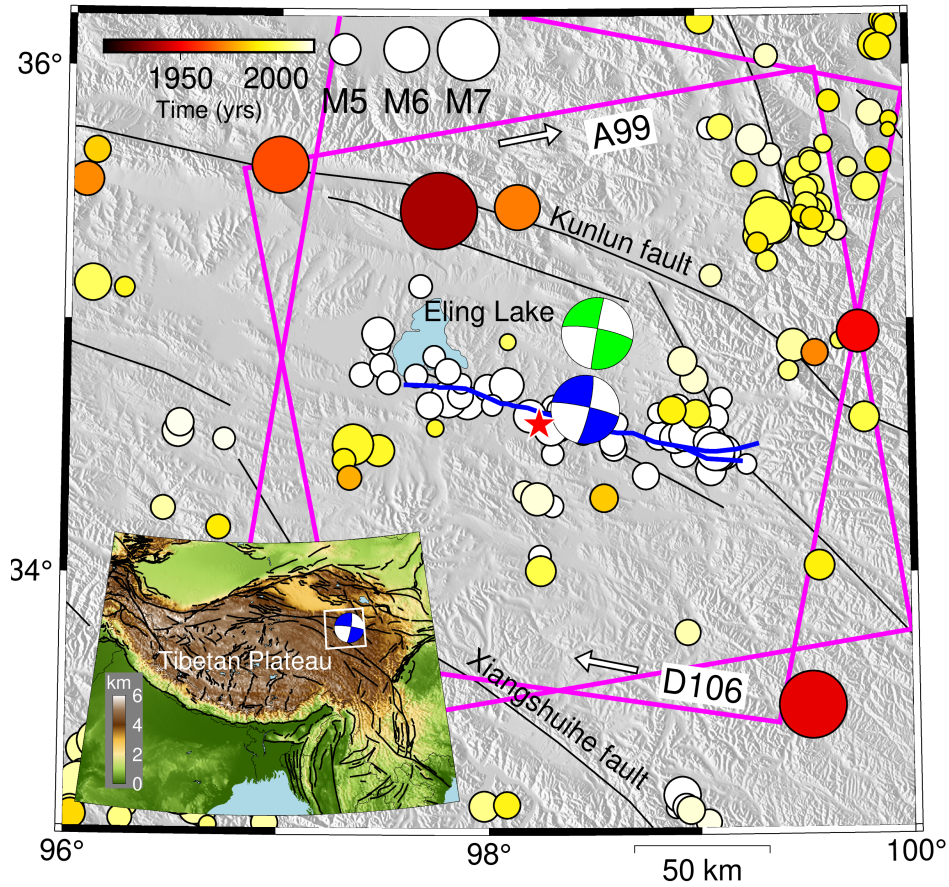 36°
1950 2000
Time (yrs)
M5 M6 M7
A99
Kunlun fault
Eling Lake
34°
Tibetan Plateau
km
6
4
2
0
Xiangshuihe fault
D106
96° 98° 100°
50 km